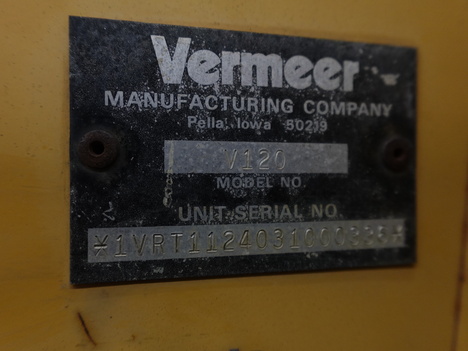 Vermeer
MANUFACTURING COMPANY
Pella, Iowa 50219
V120
MODEL NO.
UNIT SERIAL NO.